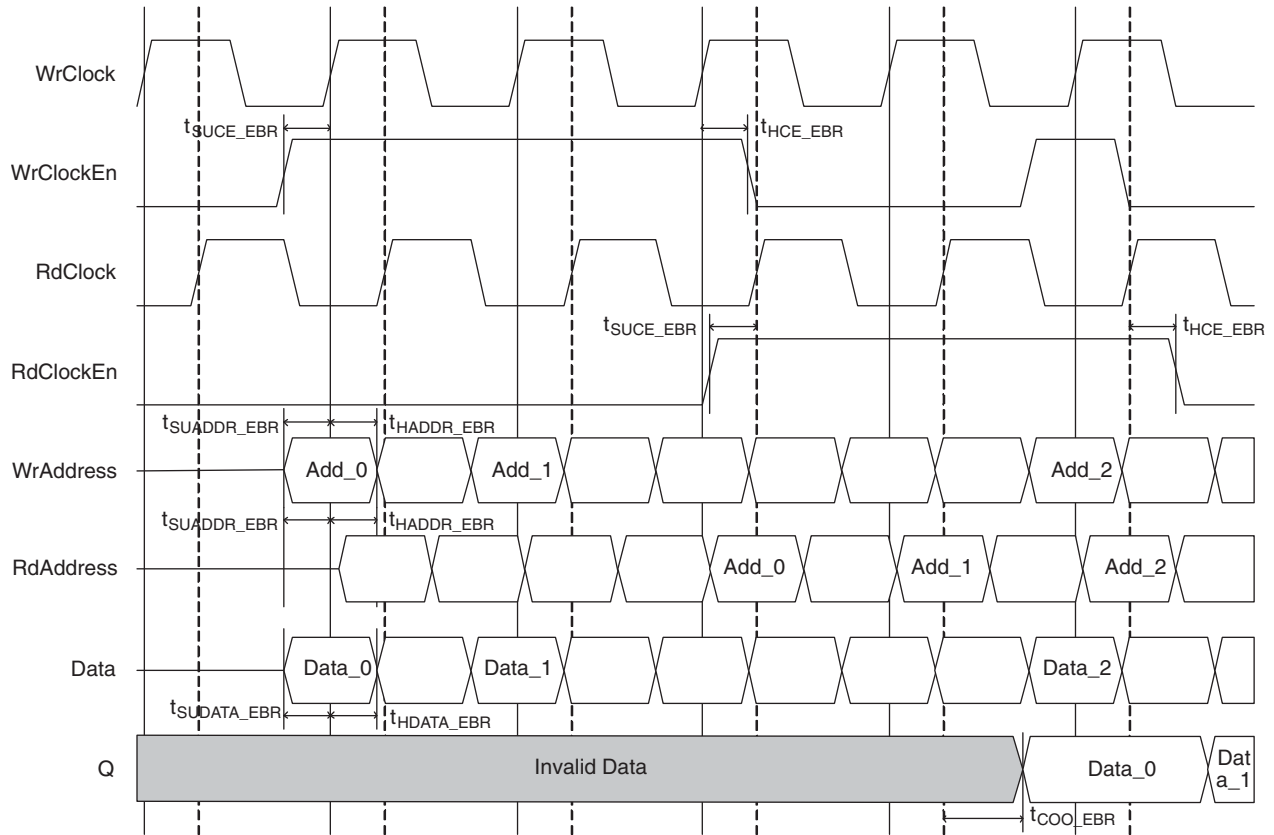 WrClock
tSUCE_EBR
tHCE_EBR
WrClockEn
RdClock
tSUCE_EBR
tHCE_EBR
RdClockEn
tSUADDR_EBR
tHADDR_EBR
WrAddress
Add_0
Add_1
Add_2
tSUADDR_EBR
tHADDR_EBR
RdAddress
Add_0
Add_1
Add_2
Data
Data_0
Data_1
Data_2
tSUDATA_EBR
tHDATA_EBR
Q
Invalid Data
Data_0
Dat
a_1
tCOO_EBR